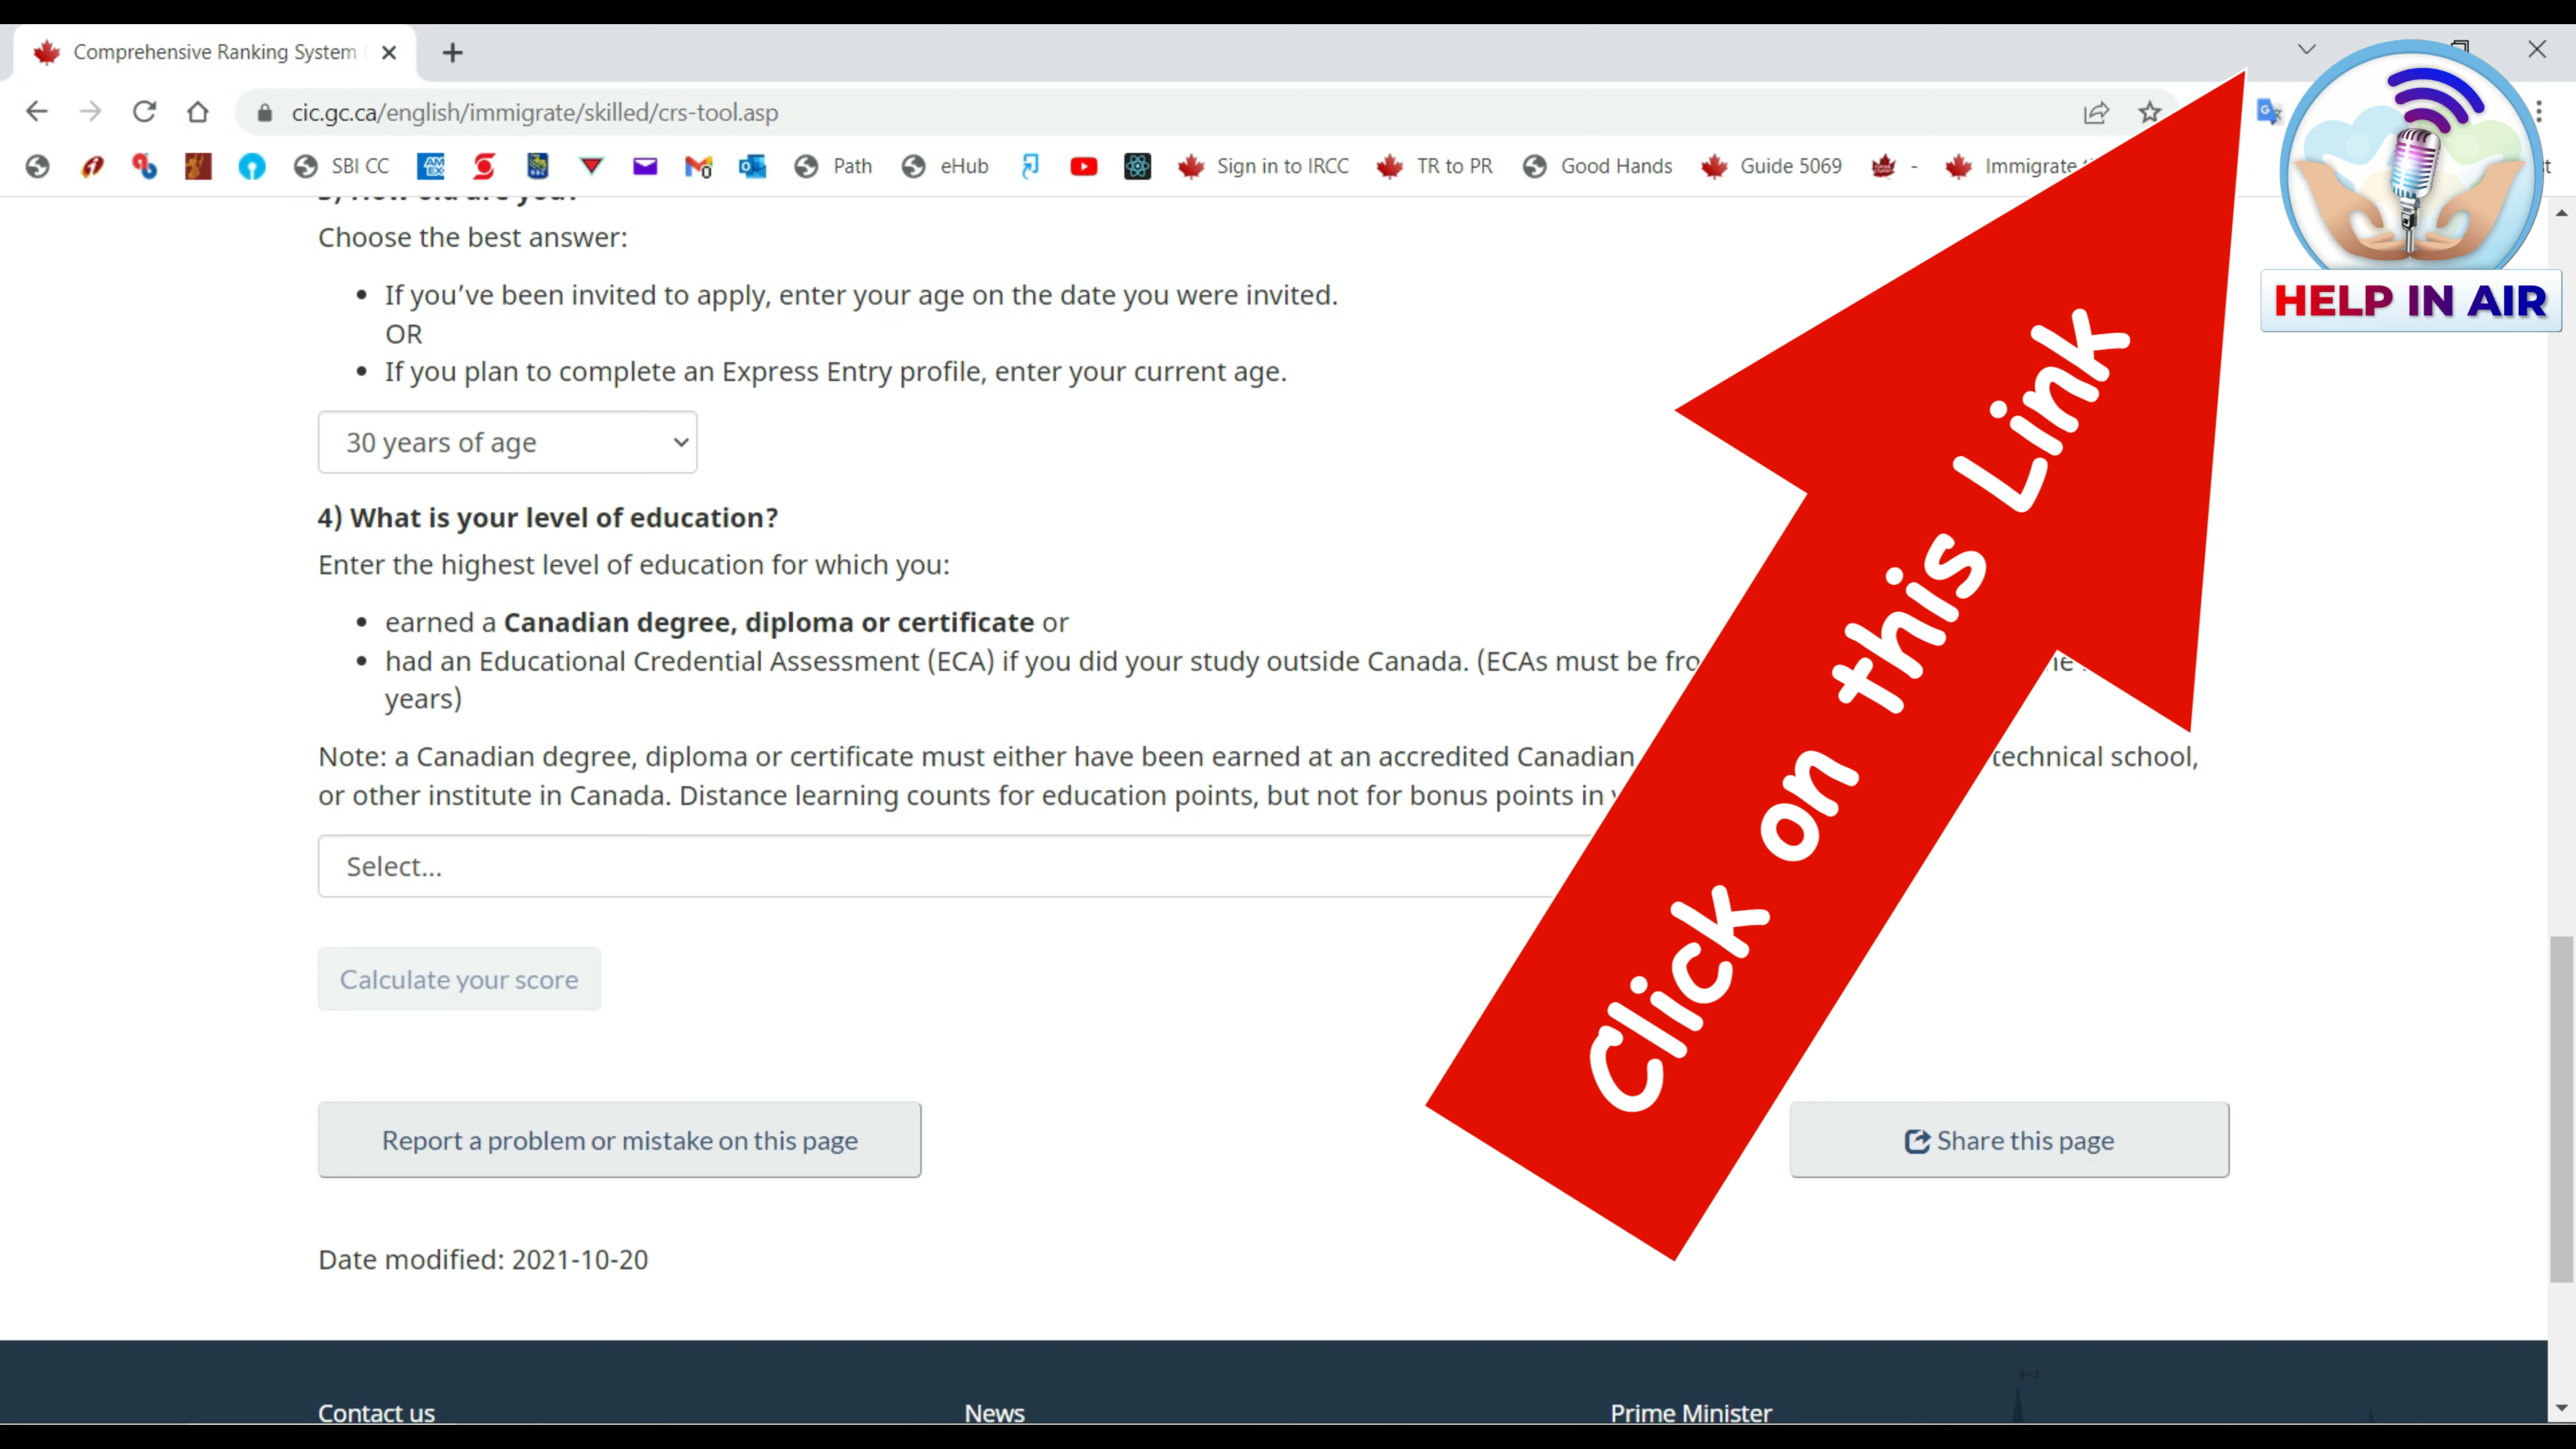 Comprehensive Ranking System
cic.gc.ca/english/immigrate/skilled/crs-tool.asp
SBI CC
AM EX
Path
eHub
Sign in to IRCC
TR to PR
Good Hands
Guide 5069
-
Immigrate
HELP IN AIR
Choose the best answer:
• If you’ve been invited to apply, enter your age on the date you were invited.
OR
• If you plan to complete an Express Entry profile, enter your current age.
30 years of age
4) What is your level of education?
Enter the highest level of education for which you:
• earned a Canadian degree, diploma or certificate or
• had an Educational Credential Assessment (ECA) if you did your study outside Canada. (ECAs must be
years)
Note: a Canadian degree, diploma or certificate must either have been earned at an accredited Canadian technical school,
or other institute in Canada. Distance learning counts for education points, but not for bonus points in
Select...
Calculate your score
Click on this Link
Report a problem or mistake on this page
Share this page
Date modified: 2021-10-20
Contact us
News
Prime Minister